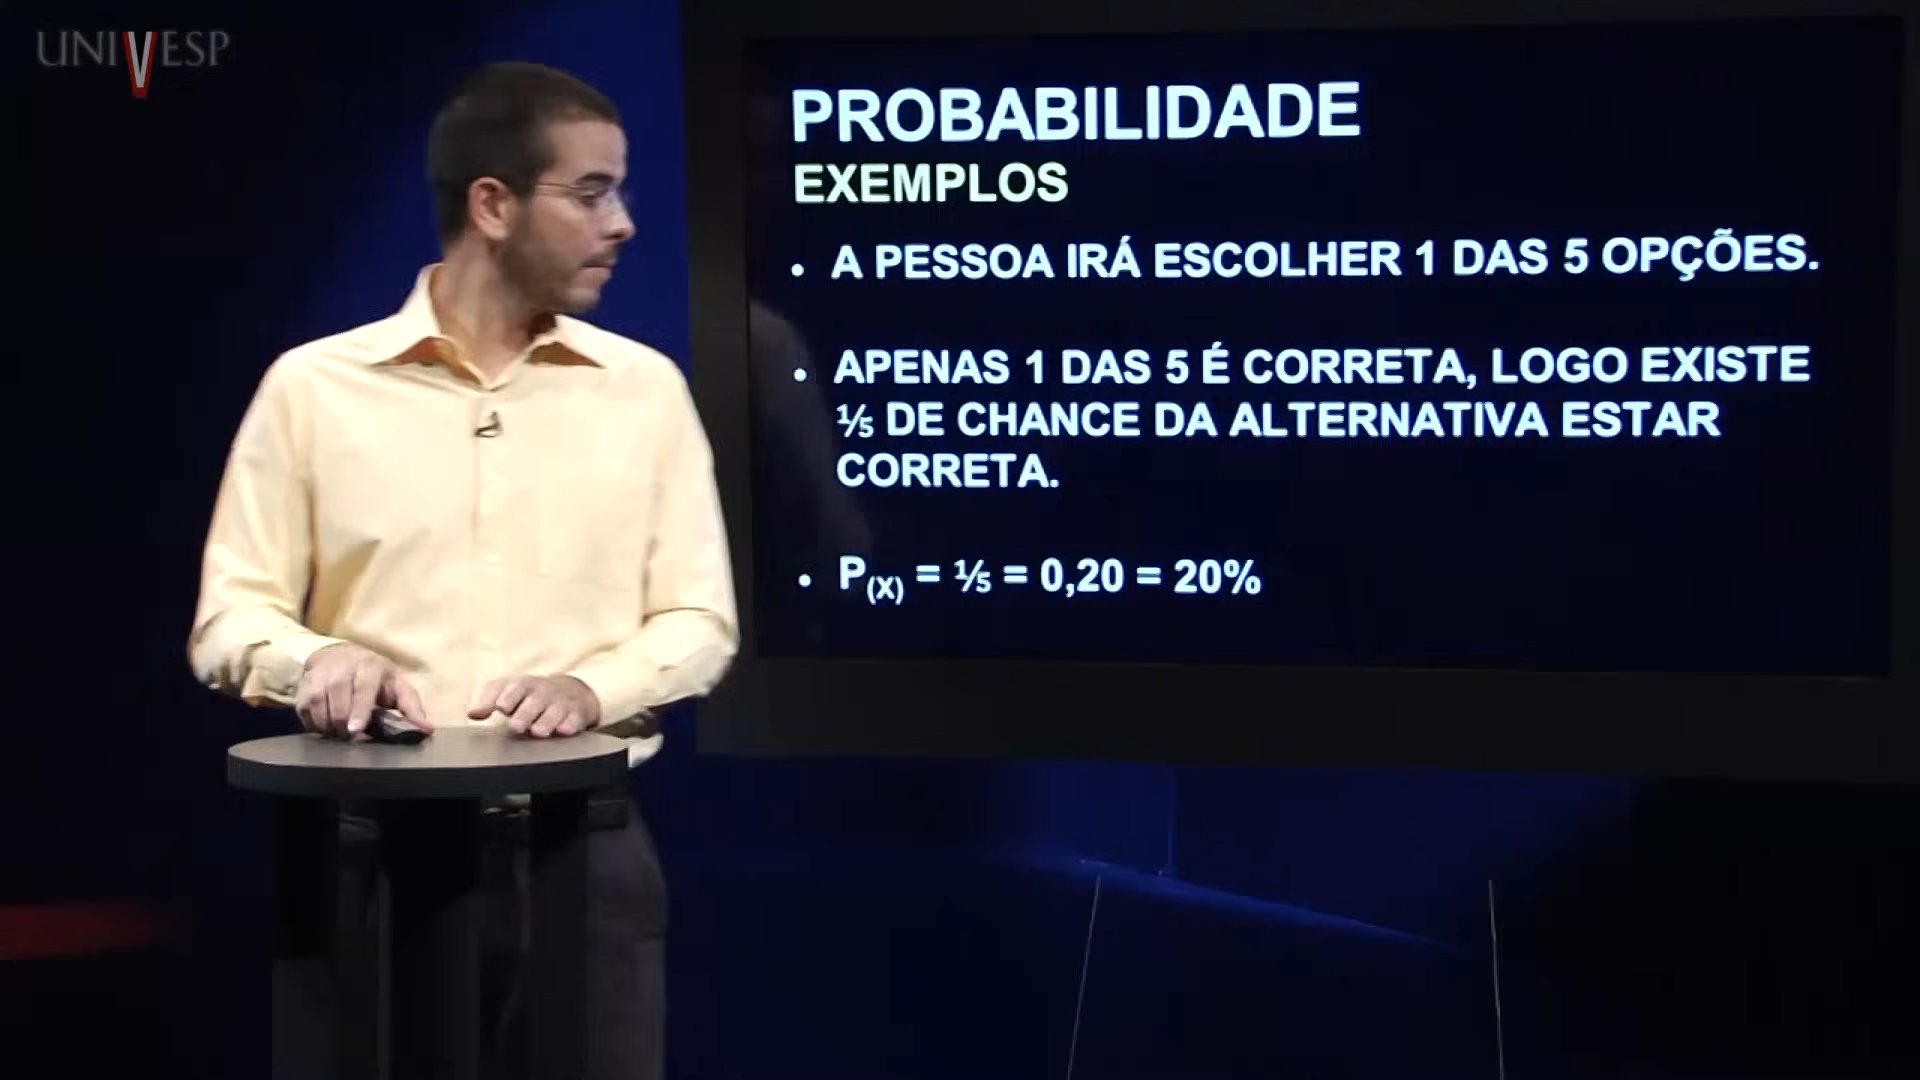 UNIVESP
PROBABILIDADE
EXEMPLOS
• A PESSOA IRÁ ESCOLHER 1 DAS 5 OPÇÕES.
• APENAS 1 DAS 5 É CORRETA, LOGO EXISTE
⅕ DE CHANCE DA ALTERNATIVA ESTAR
CORRETA.
• P(X) = ⅕ = 0,20 = 20%